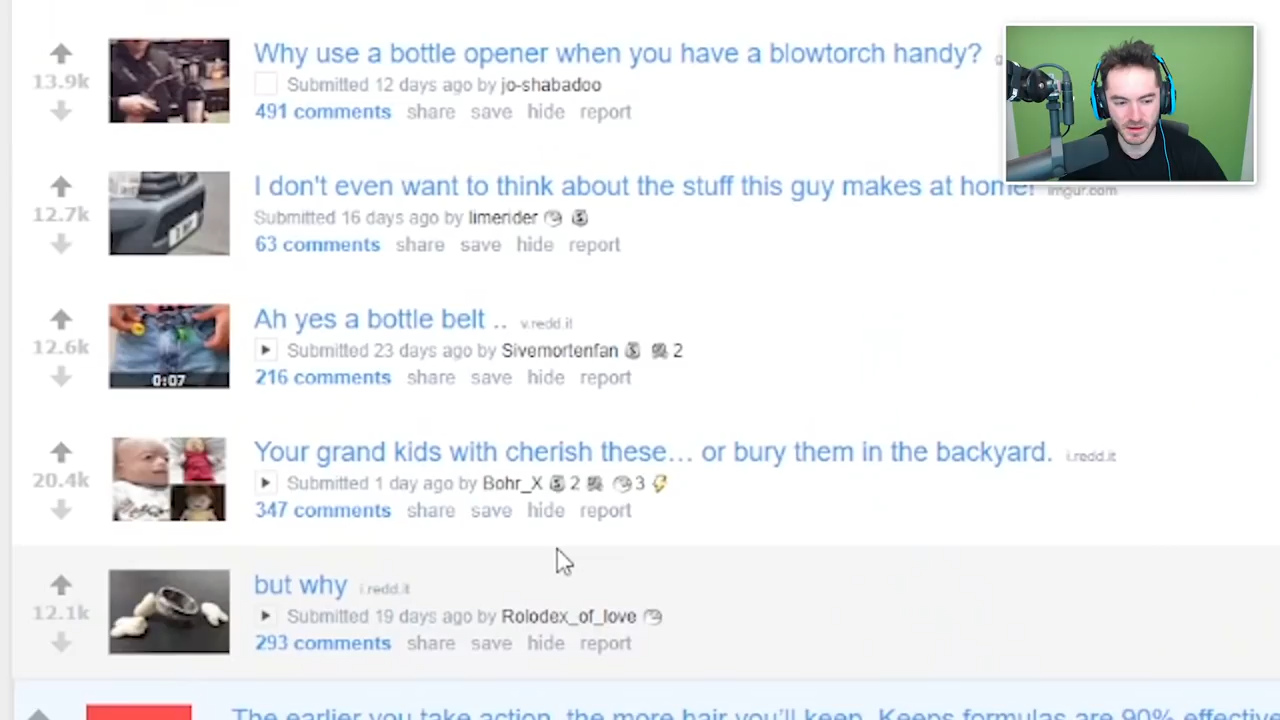 Why use a bottle opener when you have a blowtorch handy?
13.9k
Submitted 12 days ago by jo-shabadoo
491 comments share save hide report
I don't even want to think about the stuff this guy makes at home! imgur.com
12.7k
Submitted 16 days ago by limerider
63 comments share save hide report
Ah yes a bottle belt .. v.redd.it
12.6k
Submitted 23 days ago by Sivemortenfan 2
0:07
216 comments share save hide report
Your grand kids with cherish these... or bury them in the backyard. i.redd.it
20.4k
Submitted 1 day ago by Bohr_X 2 3
347 comments share save hide report
but why i.redd.it
12.1k
Submitted 19 days ago by Rolodex_of_love
293 comments share save hide report
The earlier you take action, the more hair you'll keep. Keeps formulas are 90% effective